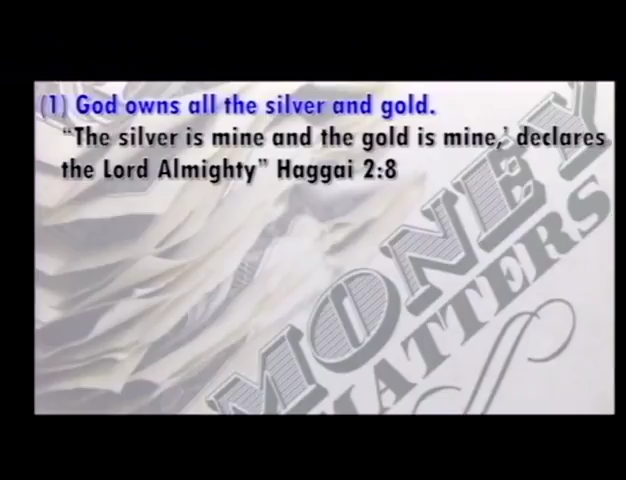 (1) God owns all the silver and gold.
“The silver is mine and the gold is mine,’ declares
the Lord Almighty” Haggai 2:8
MONEY
MATTERS